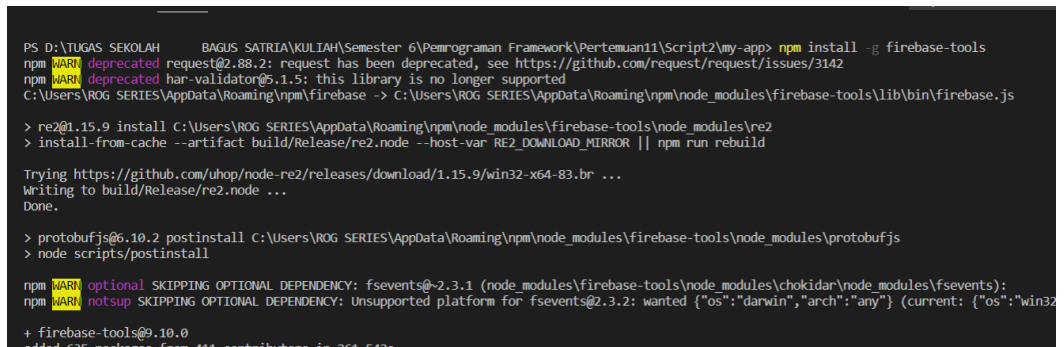 PS D:\TUGAS SEKOLAH      BAGUS SATRIA\KULIAH\Semester 6\Pemrograman Framework\Pertemuan11\Script2\my-app> npm install -g firebase-tools
npm WARN deprecated request@2.88.2: request has been deprecated, see https://github.com/request/request/issues/3142
npm WARN deprecated har-validator@5.1.5: this library is no longer supported
C:\Users\ROG SERIES\AppData\Roaming\npm\firebase -> C:\Users\ROG SERIES\AppData\Roaming\npm\node_modules\firebase-tools\lib\bin\firebase.js
> re2@1.15.9 install C:\Users\ROG SERIES\AppData\Roaming\npm\node_modules\firebase-tools\node_modules\re2
> install-from-cache --artifact build/Release/re2.node --host-var RE2_DOWNLOAD_MIRROR || npm run rebuild
Trying https://github.com/uhop/node-re2/releases/download/1.15.9/win32-x64-83.br ...
Writing to build/Release/re2.node ...
Done.
> protobufjs@6.10.2 postinstall C:\Users\ROG SERIES\AppData\Roaming\npm\node_modules\firebase-tools\node_modules\protobufjs
> node scripts/postinstall
npm WARN optional SKIPPING OPTIONAL DEPENDENCY: fsevents@~2.3.1 (node_modules\firebase-tools\node_modules\chokidar\node_modules\fsevents):
npm WARN notsup SKIPPING OPTIONAL DEPENDENCY: Unsupported platform for fsevents@2.3.2: wanted {"os":"darwin","arch":"any"} (current: {"os":"win32
+ firebase-tools@9.10.0
added 635 packages from 411 contributors in